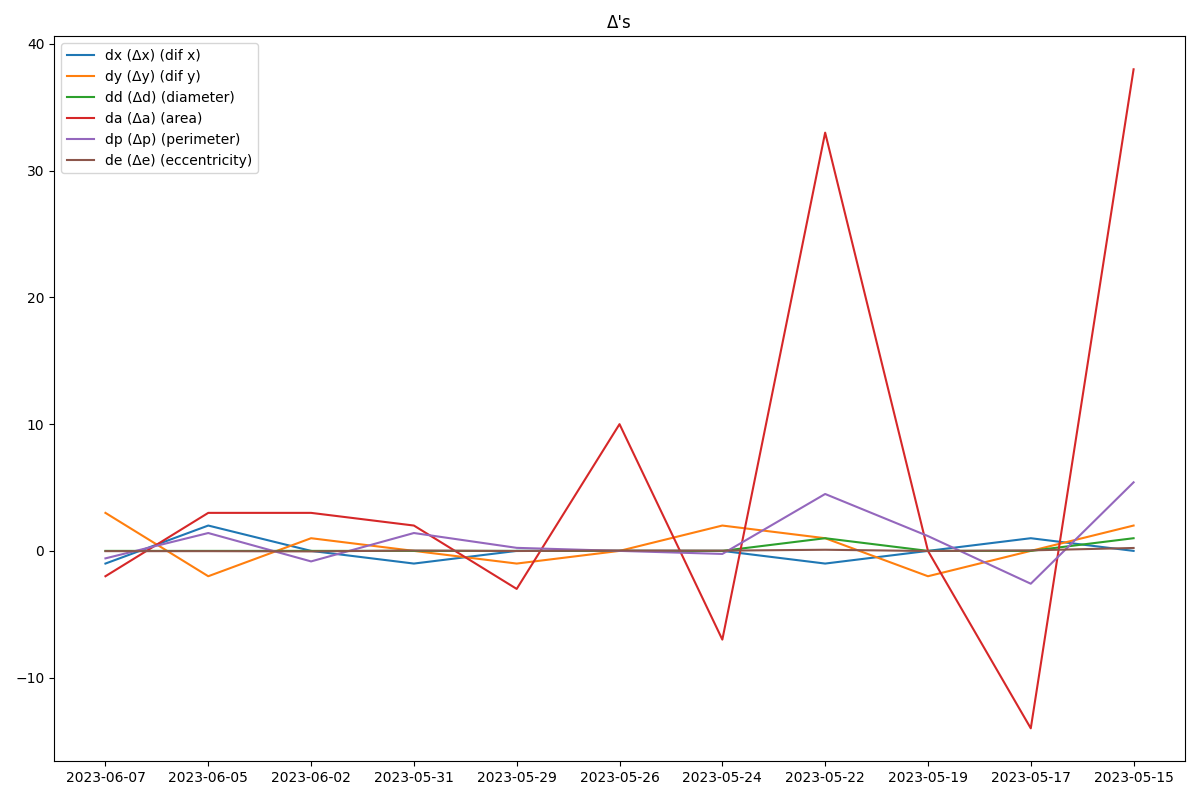 Δ's
dx (Δx) (dif x)
dy (Δy) (dif y)
dd (Δd) (diameter)
da (Δa) (area)
dp (Δp) (perimeter)
de (Δe) (eccentricity)
40
30
20
10
0
−10
2023-06-07 2023-06-05 2023-06-02 2023-05-31 2023-05-29 2023-05-26 2023-05-24 2023-05-22 2023-05-19 2023-05-17 2023-05-15